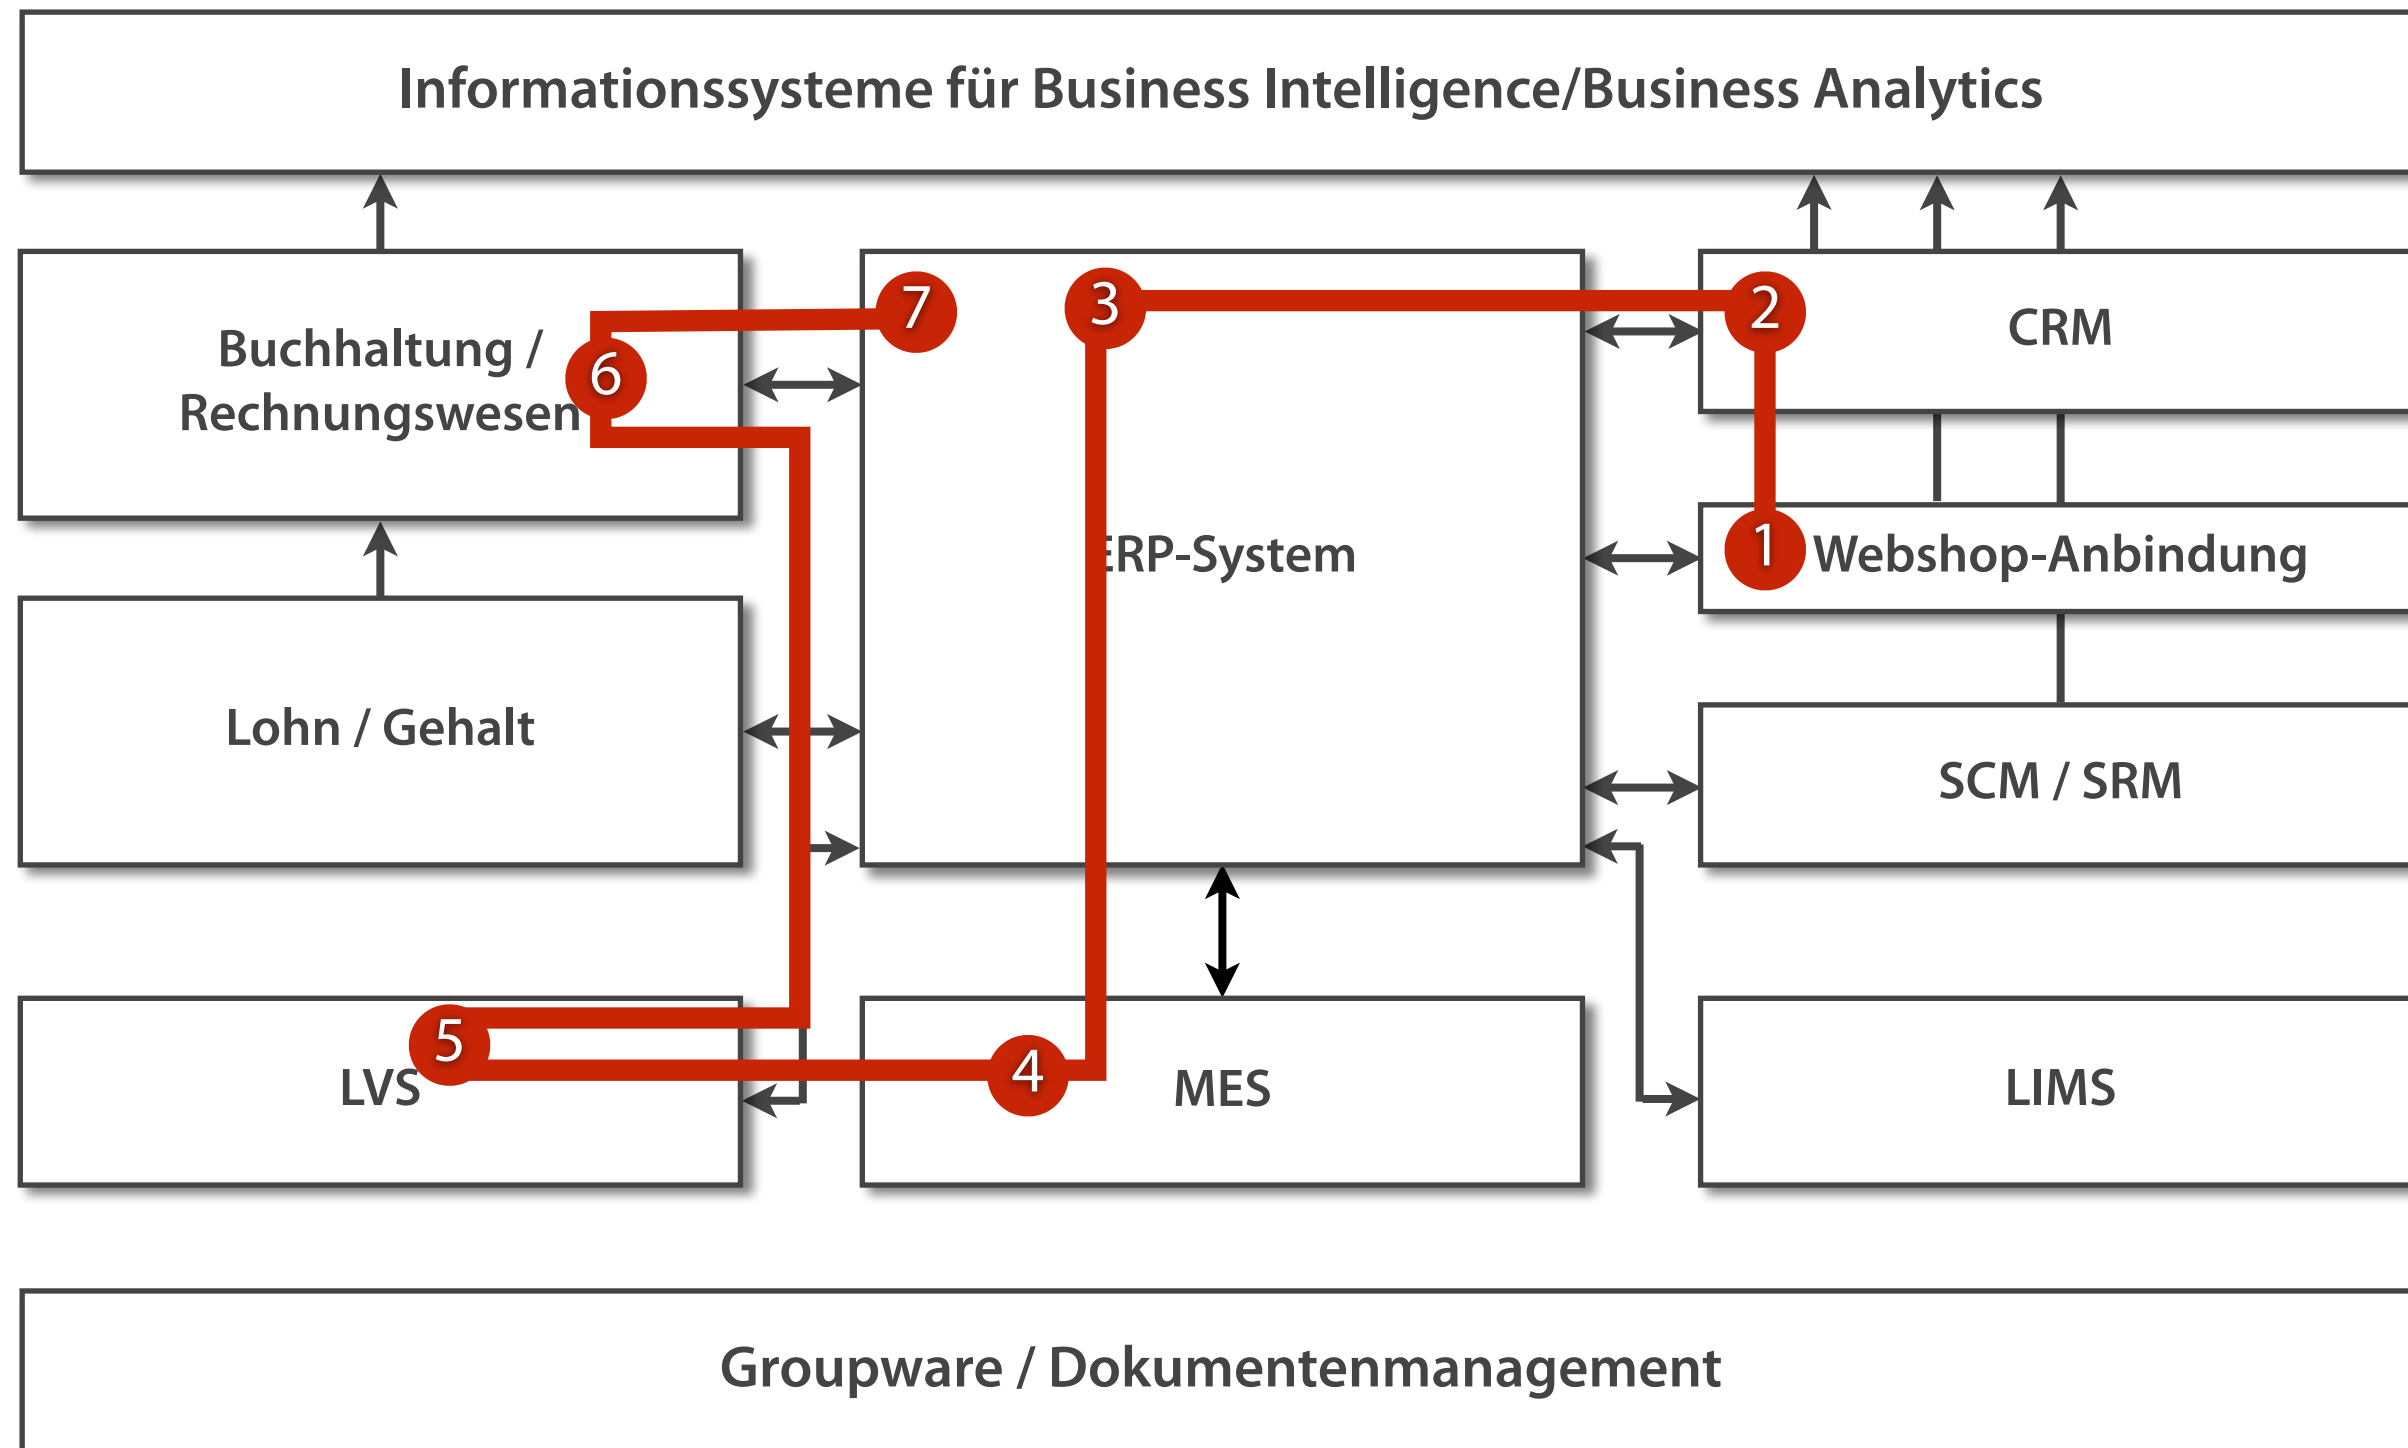 Informationssysteme für Business Intelligence/Business Analytics
7
3
2
Buchhaltung /
Rechnungswesen
6
CRM
ERP-System
1
Webshop-Anbindung
Lohn / Gehalt
SCM / SRM
5
LVS
4
MES
LIMS
Groupware / Dokumentenmanagement